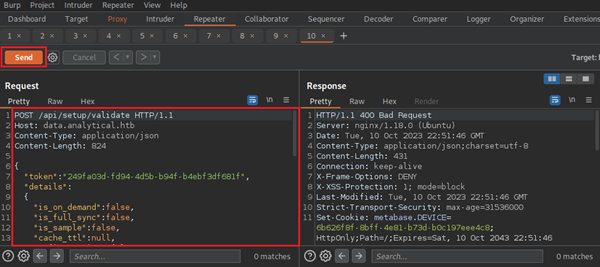 Burp Project Intruder Repeater View Help
Dashboard Target Proxy Intruder Repeater Collaborator Sequencer Decoder Comparer Logger Organizer Extensions
1 × 2 × 3 × 4 × 5 × 6 × 7 × 8 × 9 × 10 × +
Send Cancel < > Target: h
Request
Pretty Raw Hex \n
1 POST /api/setup/validate HTTP/1.1
2 Host: data.analytical.htb
3 Content-Type: application/json
4 Content-Length: 824
5
6 {
7 "token":"249fa03d-fd94-4d5b-b94f-b4ebf3df681f",
8 "details":
9 {
10 "is_on_demand":false,
11 "is_full_sync":false,
12 "is_sample":false,
13 "cache_ttl":null,
Search... 0 matches
Response
Pretty Raw Hex Render \n
1 HTTP/1.1 400 Bad Request
2 Server: nginx/1.18.0 (Ubuntu)
3 Date: Tue, 10 Oct 2023 22:51:46 GMT
4 Content-Type: application/json;charset=utf-8
5 Content-Length: 431
6 Connection: keep-alive
7 X-Frame-Options: DENY
8 X-XSS-Protection: 1; mode=block
9 Last-Modified: Tue, 10 Oct 2023 22:51:46 GMT
10 Strict-Transport-Security: max-age=31536000
11 Set-Cookie: metabase.DEVICE=
6b626f8f-8bff-4e81-b73d-b0c197eee4c8;
HttpOnly;Path=/;Expires=Sat, 10 Oct 2043 22:51:46
Search... 0 matches